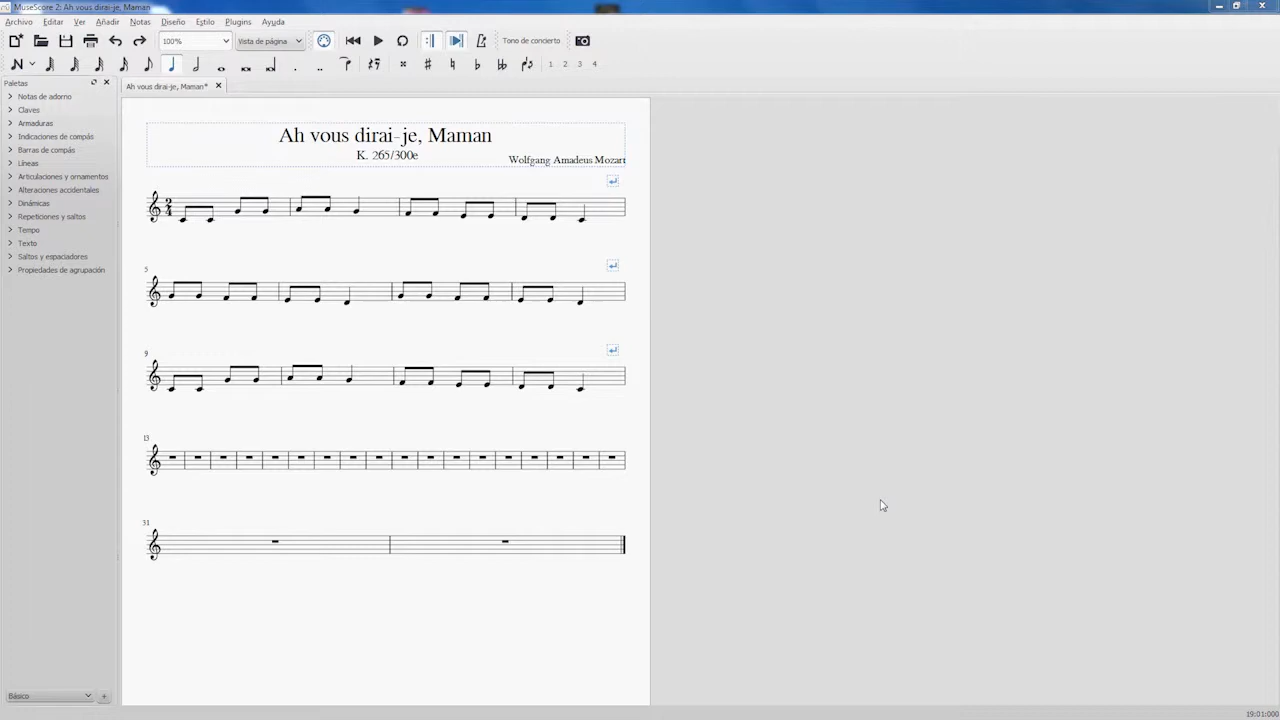 MuseScore 2: Ah vous dirai-je, Maman
Archivo Editar Ver Añadir Notas Diseño Estilo Plugins Ayuda
100% Vista de página Tono de concierto
N 1 2 3 4
Paletas
Ah vous dirai-je, Maman*
Notas de adorno
Claves
Armaduras
Indicaciones de compás
Barras de compás
Líneas
Articulaciones y ornamentos
Alteraciones accidentales
Dinámicas
Repeticiones y saltos
Tempo
Texto
Saltos y espaciadores
Propiedades de agrupación
Ah vous dirai-je, Maman
K. 265/300e
Wolfgang Amadeus Mozart
2
4
5
9
13
31
Básico
19:01:000